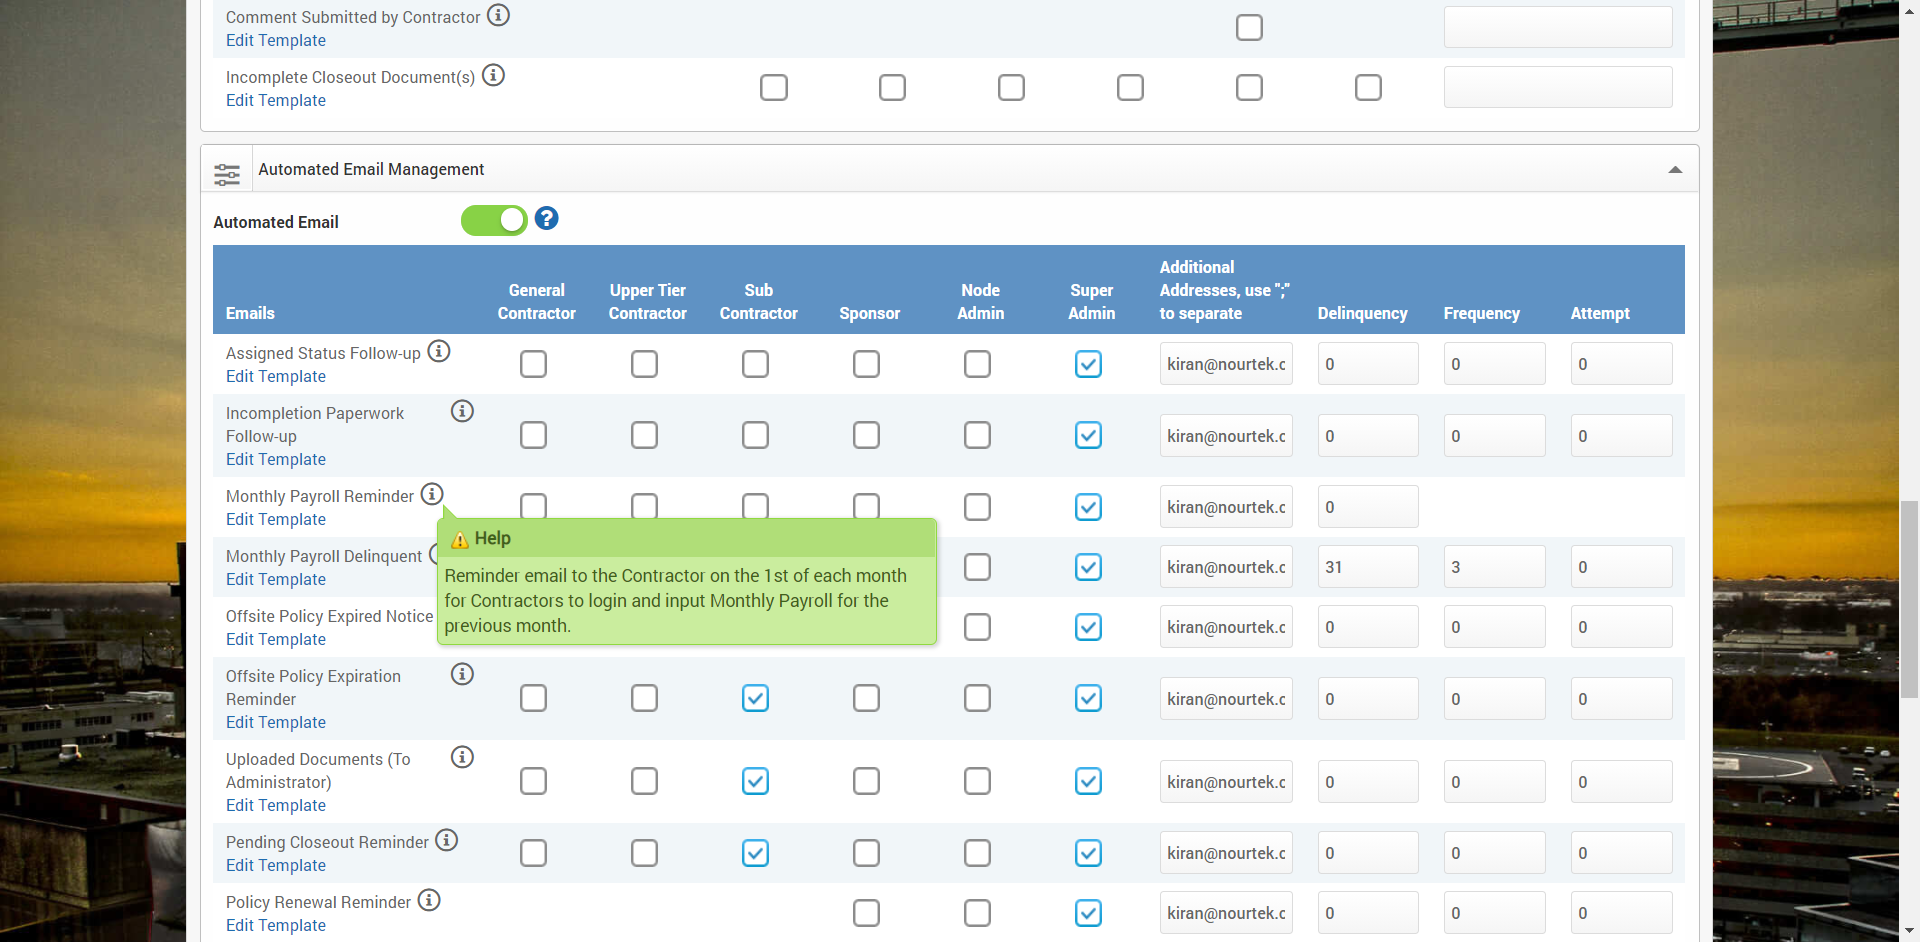 Comment Submitted by Contractor
Edit Template
Incomplete Closeout Document(s)
Edit Template
Automated Email Management
Automated Email
Emails
General Contractor
Upper Tier Contractor
Sub Contractor
Sponsor
Node Admin
Super Admin
Additional Addresses, use ";" to separate
Delinquency
Frequency
Attempt
Assigned Status Follow-up
Edit Template
kiran@nourtek.c 0 0 0
Incompletion Paperwork
Follow-up
Edit Template
kiran@nourtek.c 0 0 0
Monthly Payroll Reminder
Edit Template
kiran@nourtek.c 0
Help
Reminder email to the Contractor on the 1st of each month
for Contractors to login and input Monthly Payroll for the
previous month.
Monthly Payroll Delinquent
Edit Template
kiran@nourtek.c 31 3 0
Offsite Policy Expired Notice
Edit Template
kiran@nourtek.c 0 0 0
Offsite Policy Expiration
Reminder
Edit Template
kiran@nourtek.c 0 0 0
Uploaded Documents (To
Administrator)
Edit Template
kiran@nourtek.c 0 0 0
Pending Closeout Reminder
Edit Template
kiran@nourtek.c 0 0 0
Policy Renewal Reminder
Edit Template
kiran@nourtek.c 0 0 0